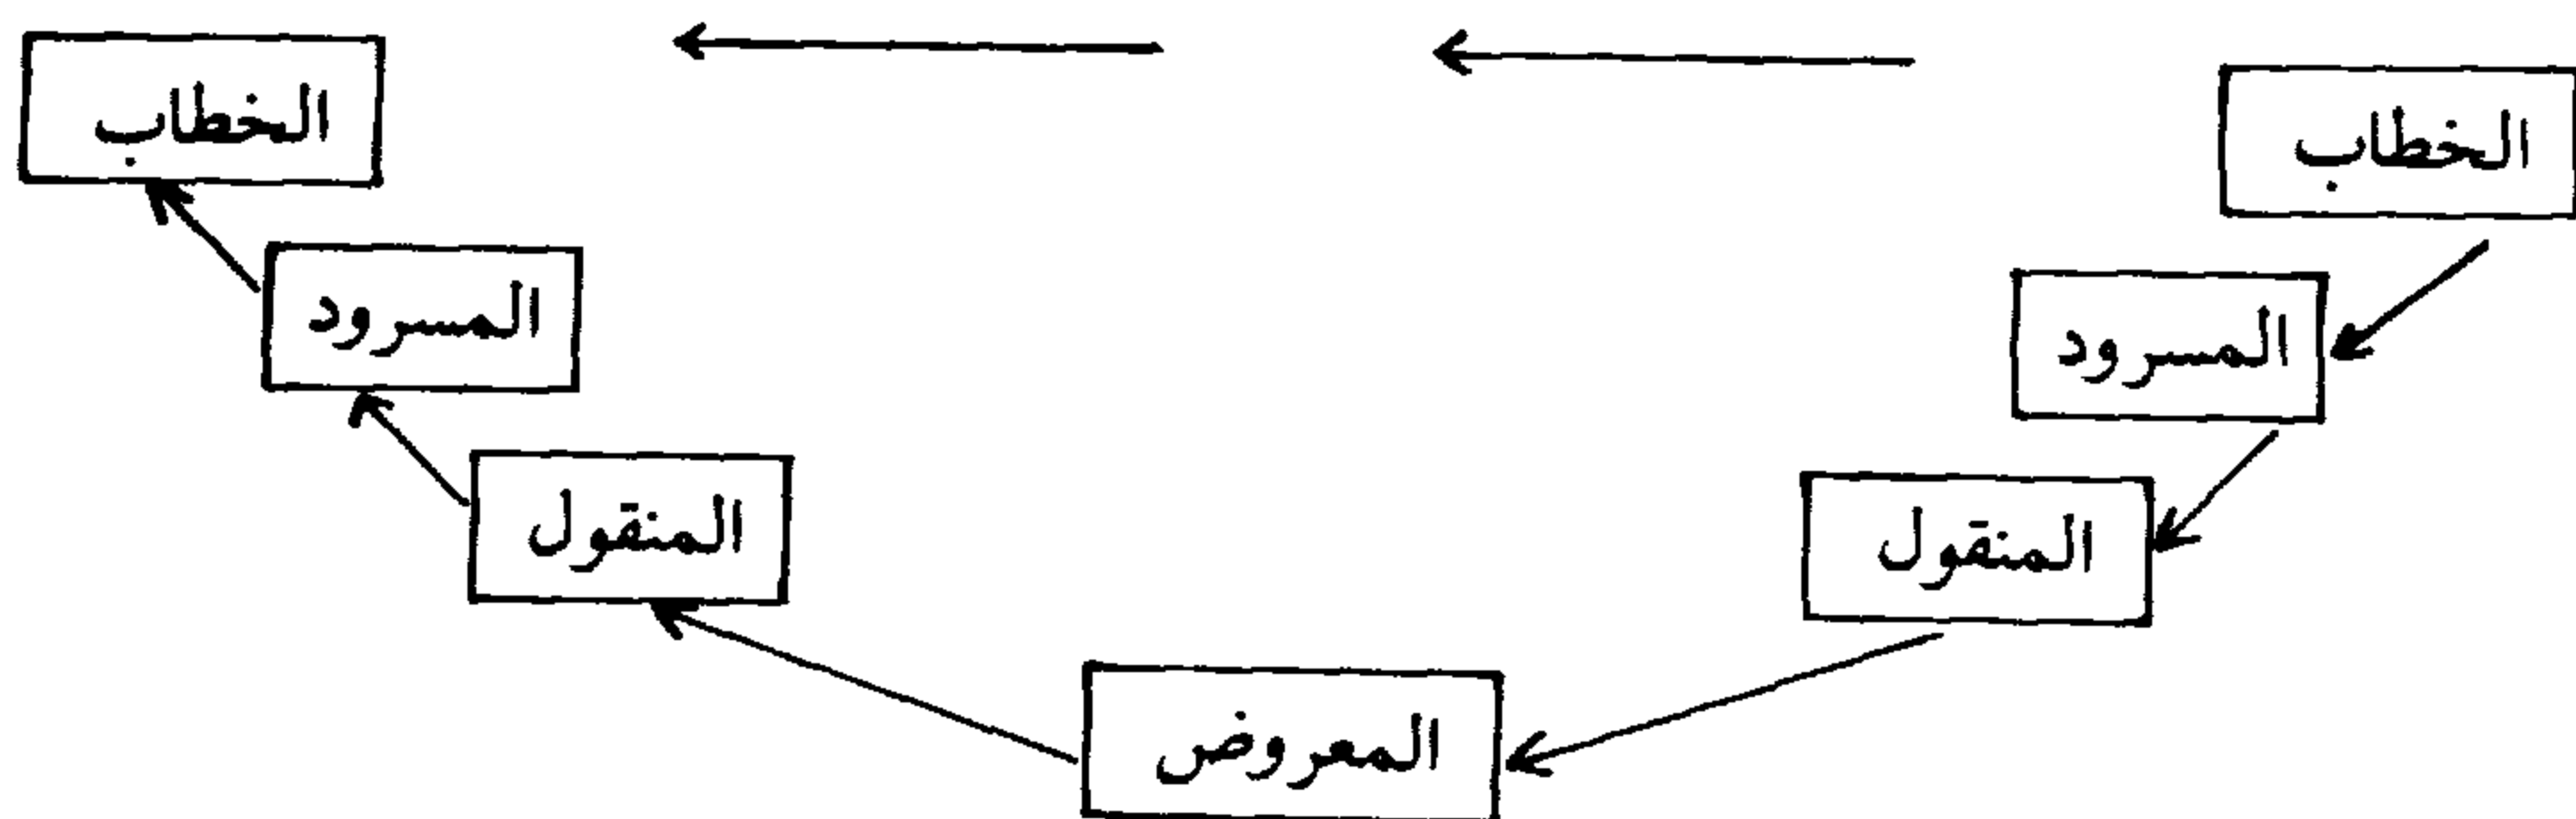 الخطاب
الخطاب
المسرود
المسرود
المنقول
المنقول
المعروض